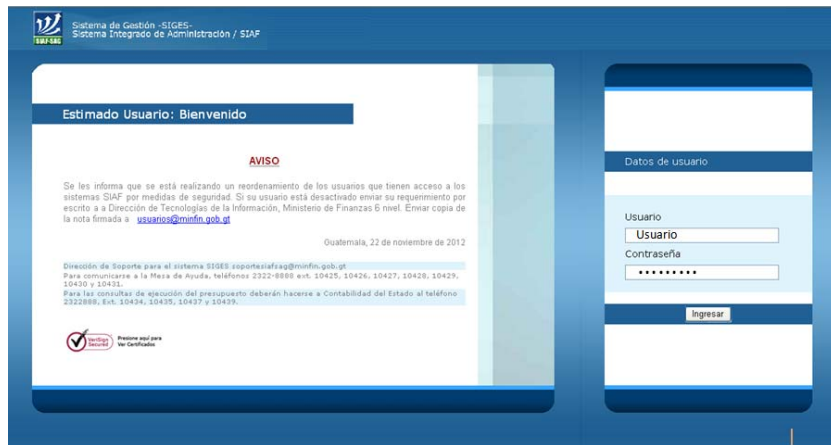 SIAF-SAG
Sistema de Gestión -SIGES-
Sistema Integrado de Administración / SIAF
Estimado Usuario: Bienvenido
AVISO
Se les informa que se está realizando un reordenamiento de los usuarios que tienen acceso a los
sistemas SIAF por medidas de seguridad. Si su usuario está desactivado enviar su requerimiento por
escrito a a Dirección de Tecnologías de la Información, Ministerio de Finanzas 6 nivel. Enviar copia de
la nota firmada a usuarios@minfin.gob.gt
Guatemala, 22 de noviembre de 2012
Dirección de Soporte para el sistema SIGES soportesiafsag@minfin.gob.gt
Para comunicarse a la Mesa de Ayuda, teléfonos 2322-8888 ext. 10425, 10426, 10427, 10428, 10429,
10430 y 10431.
Para las consultas de ejecución del presupuesto deberán hacerse a Contabilidad del Estado al teléfono
2322888, Ext. 10434, 10435, 10437 y 10439.
VeriSign
Secured
Presione aquí para
Ver Certificados
Datos de usuario
Usuario
Usuario
Contraseña
•••••••••
Ingresar